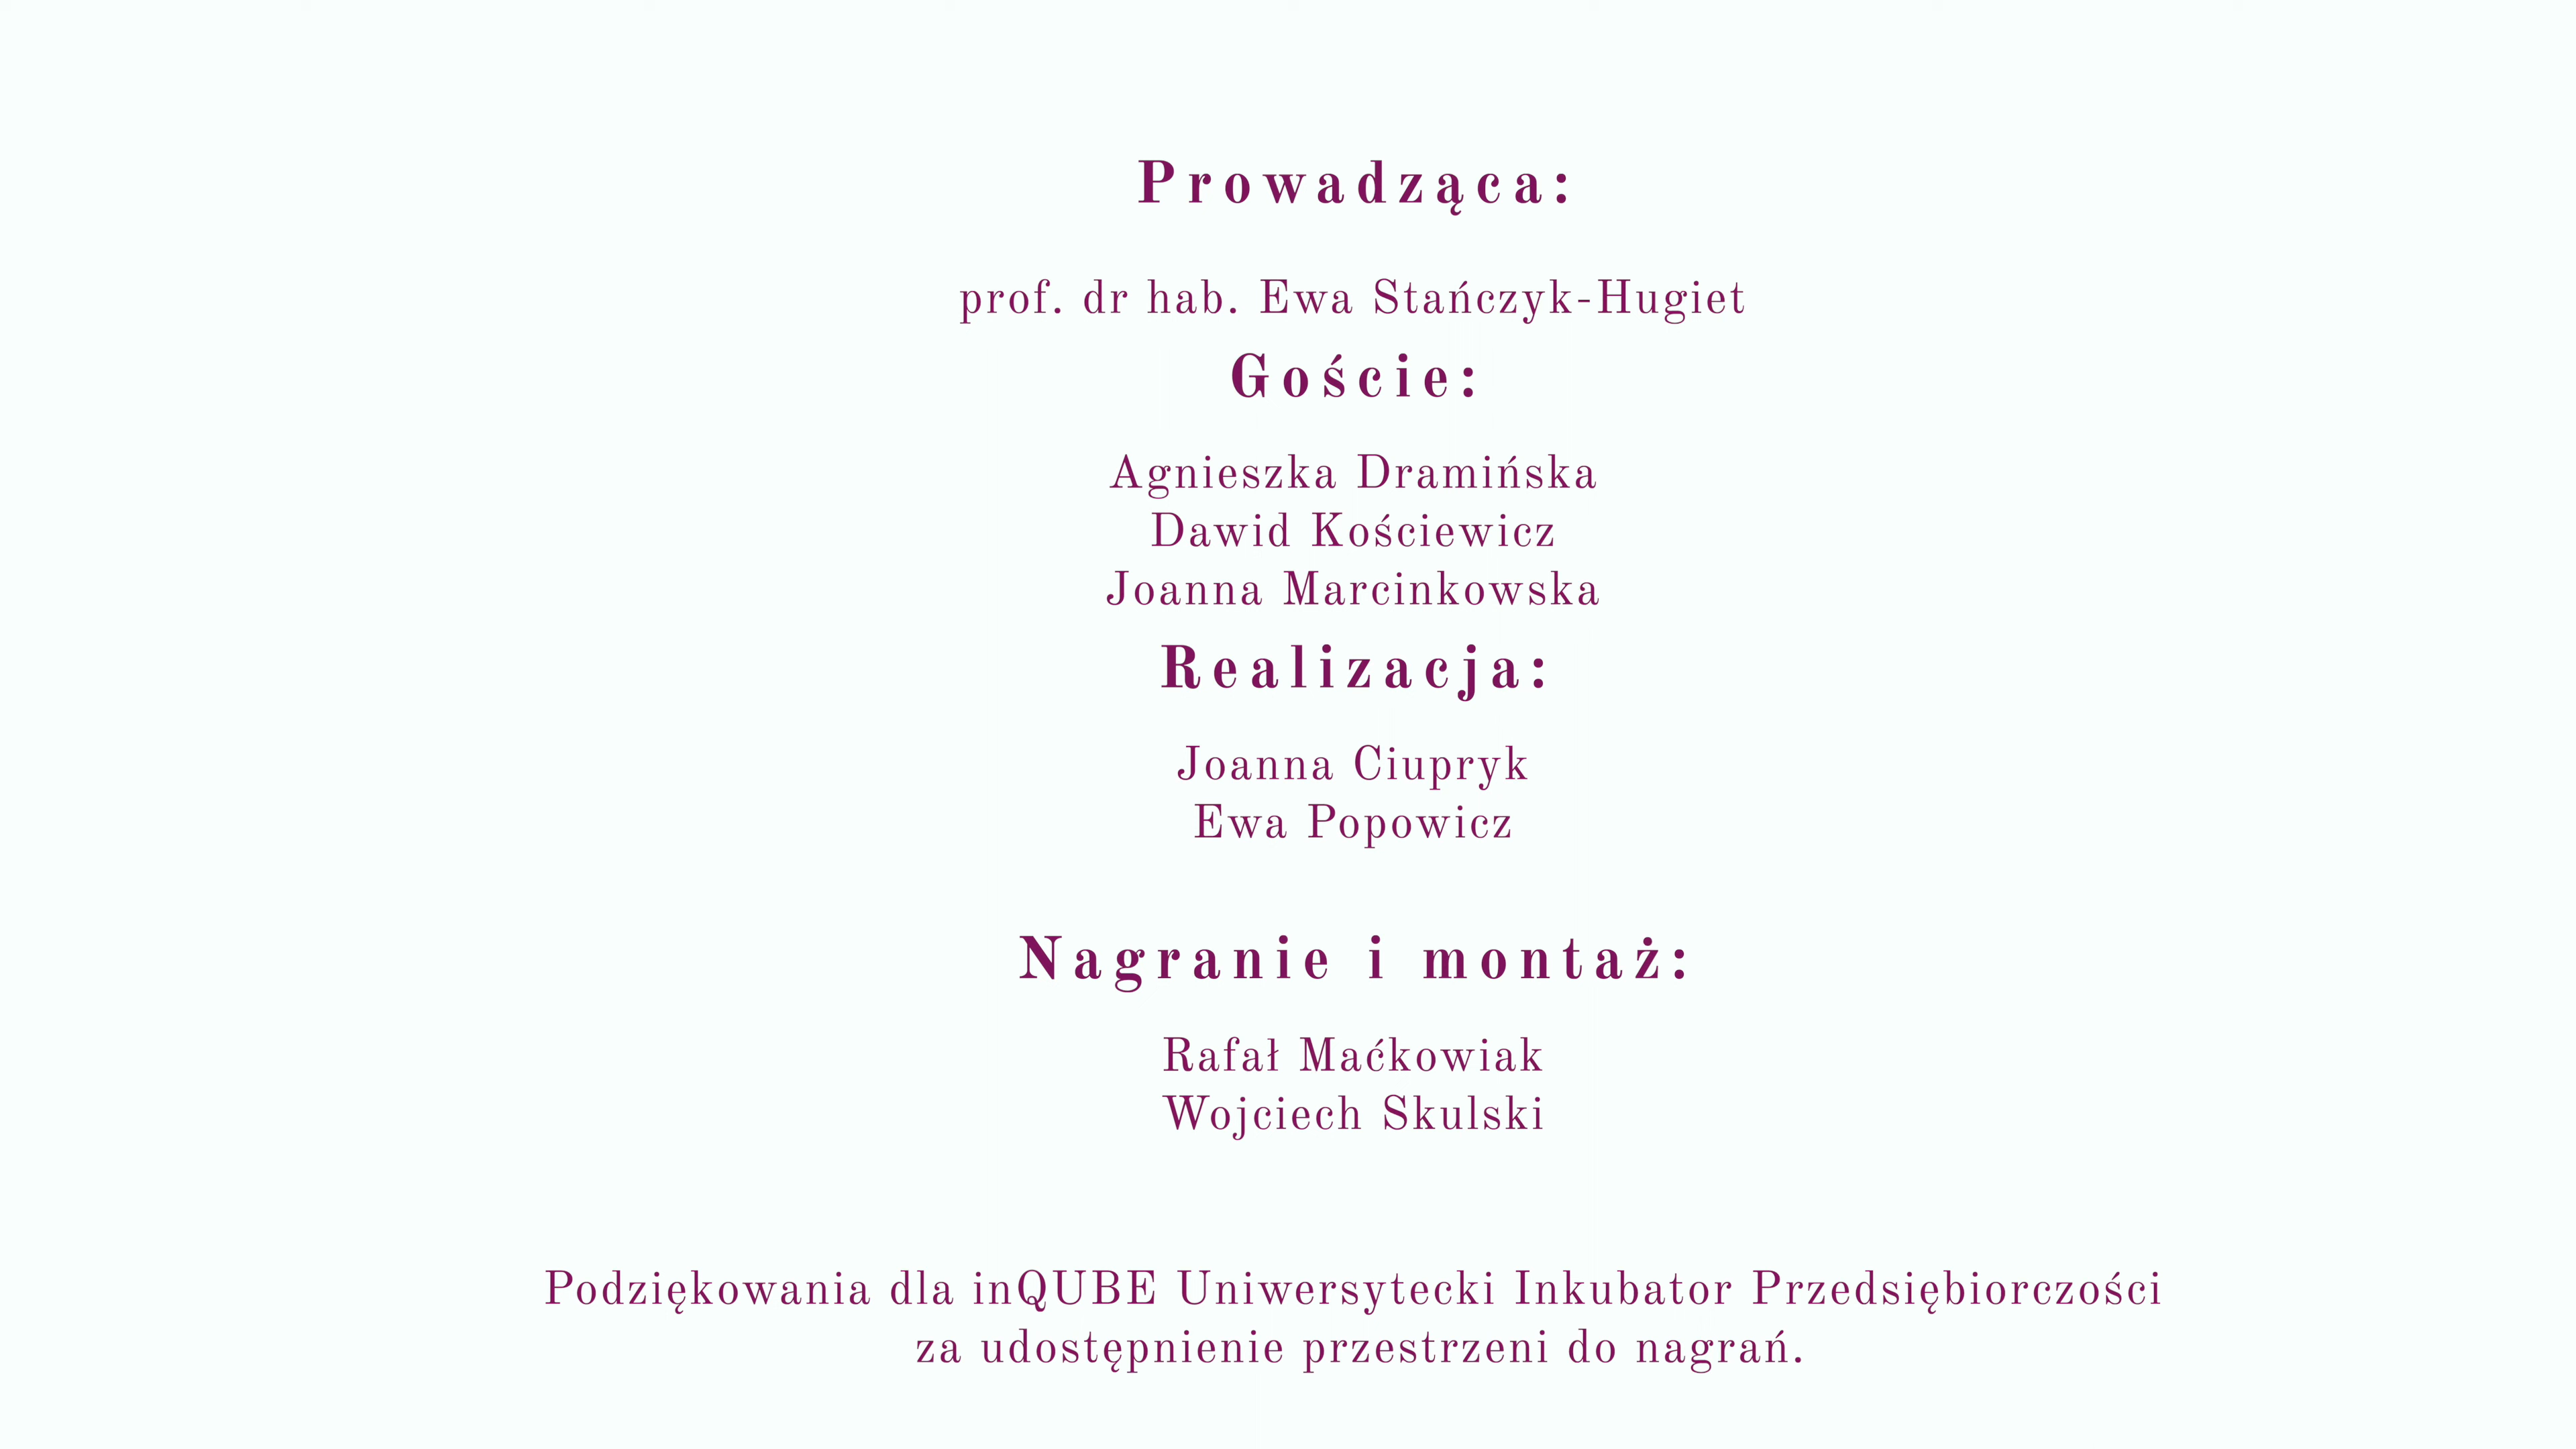 Prowadząca:
prof. dr hab. Ewa Stańczyk-Hugiet
Goście:
Agnieszka Dramińska
Dawid Kościewicz
Joanna Marcinkowska
Realizacja:
Joanna Ciupryk
Ewa Popowicz
Nagranie i montaż:
Rafał Maćkowiak
Wojciech Skulski
Podziękowania dla inQUBE Uniwersytecki Inkubator Przedsiębiorczości
za udostępnienie przestrzeni do nagrań.